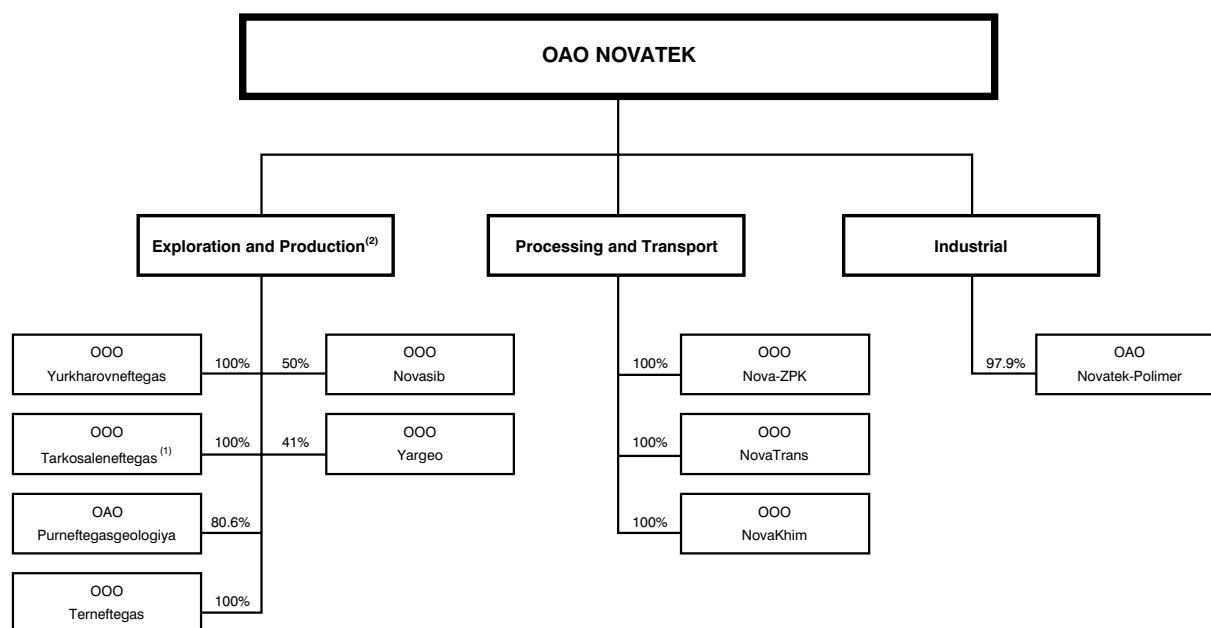 OAO NOVATEK
Exploration and Production(2)
Processing and Transport
Industrial
OOO
Yurkharovneftegas
100%
50%
OOO
Novasib
100%
OOO
Nova-ZPK
97.9%
OAO
Novatek-Polimer
OOO
Tarkosaleneftegas (1)
100%
41%
OOO
Yargeo
100%
OOO
NovaTrans
OAO
Purneftegasgeologiya
80.6%
100%
OOO
NovaKhim
OOO
Terneftegas
100%